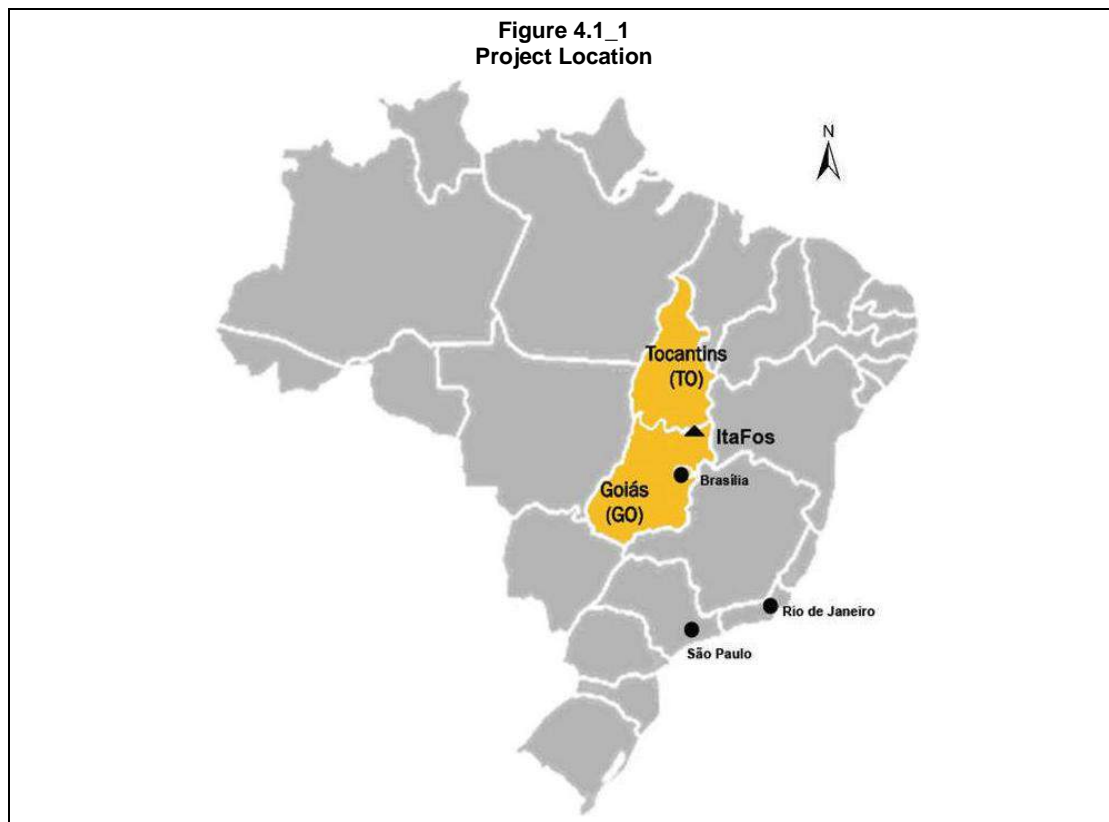 Figure 4.1_1
Project Location
N
Tocantins
(TO)
ItaFos
Brasília
Goiás
(GO)
Rio de Janeiro
São Paulo